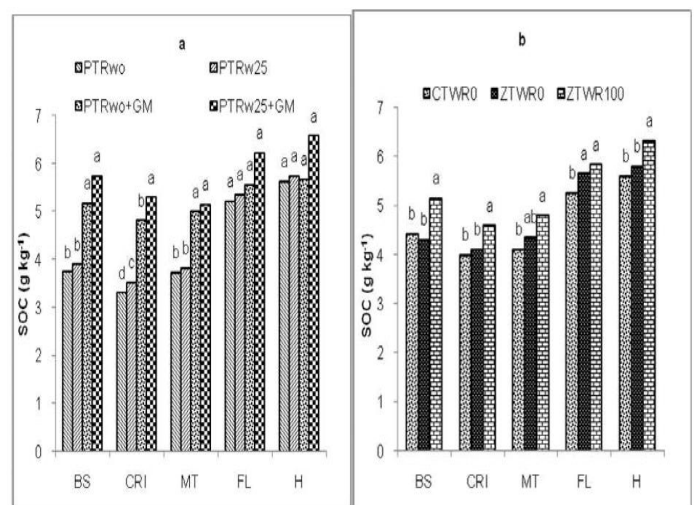 a
PTRwo PTRw25
PTRwo+GM PTRw25+GM
7
6
5
4
3
2
1
0
SOC (g kg-1)
b b a a
d c b a
b b a a
a a a a
a a a a
BS CRI MT FL H
b
CTWR0 ZTWR0 ZTWR100
7
6
5
4
3
2
1
0
SOC (g kg-1)
b b a
b b a
b ab a
b a a
b b a
BS CRI MT FL H